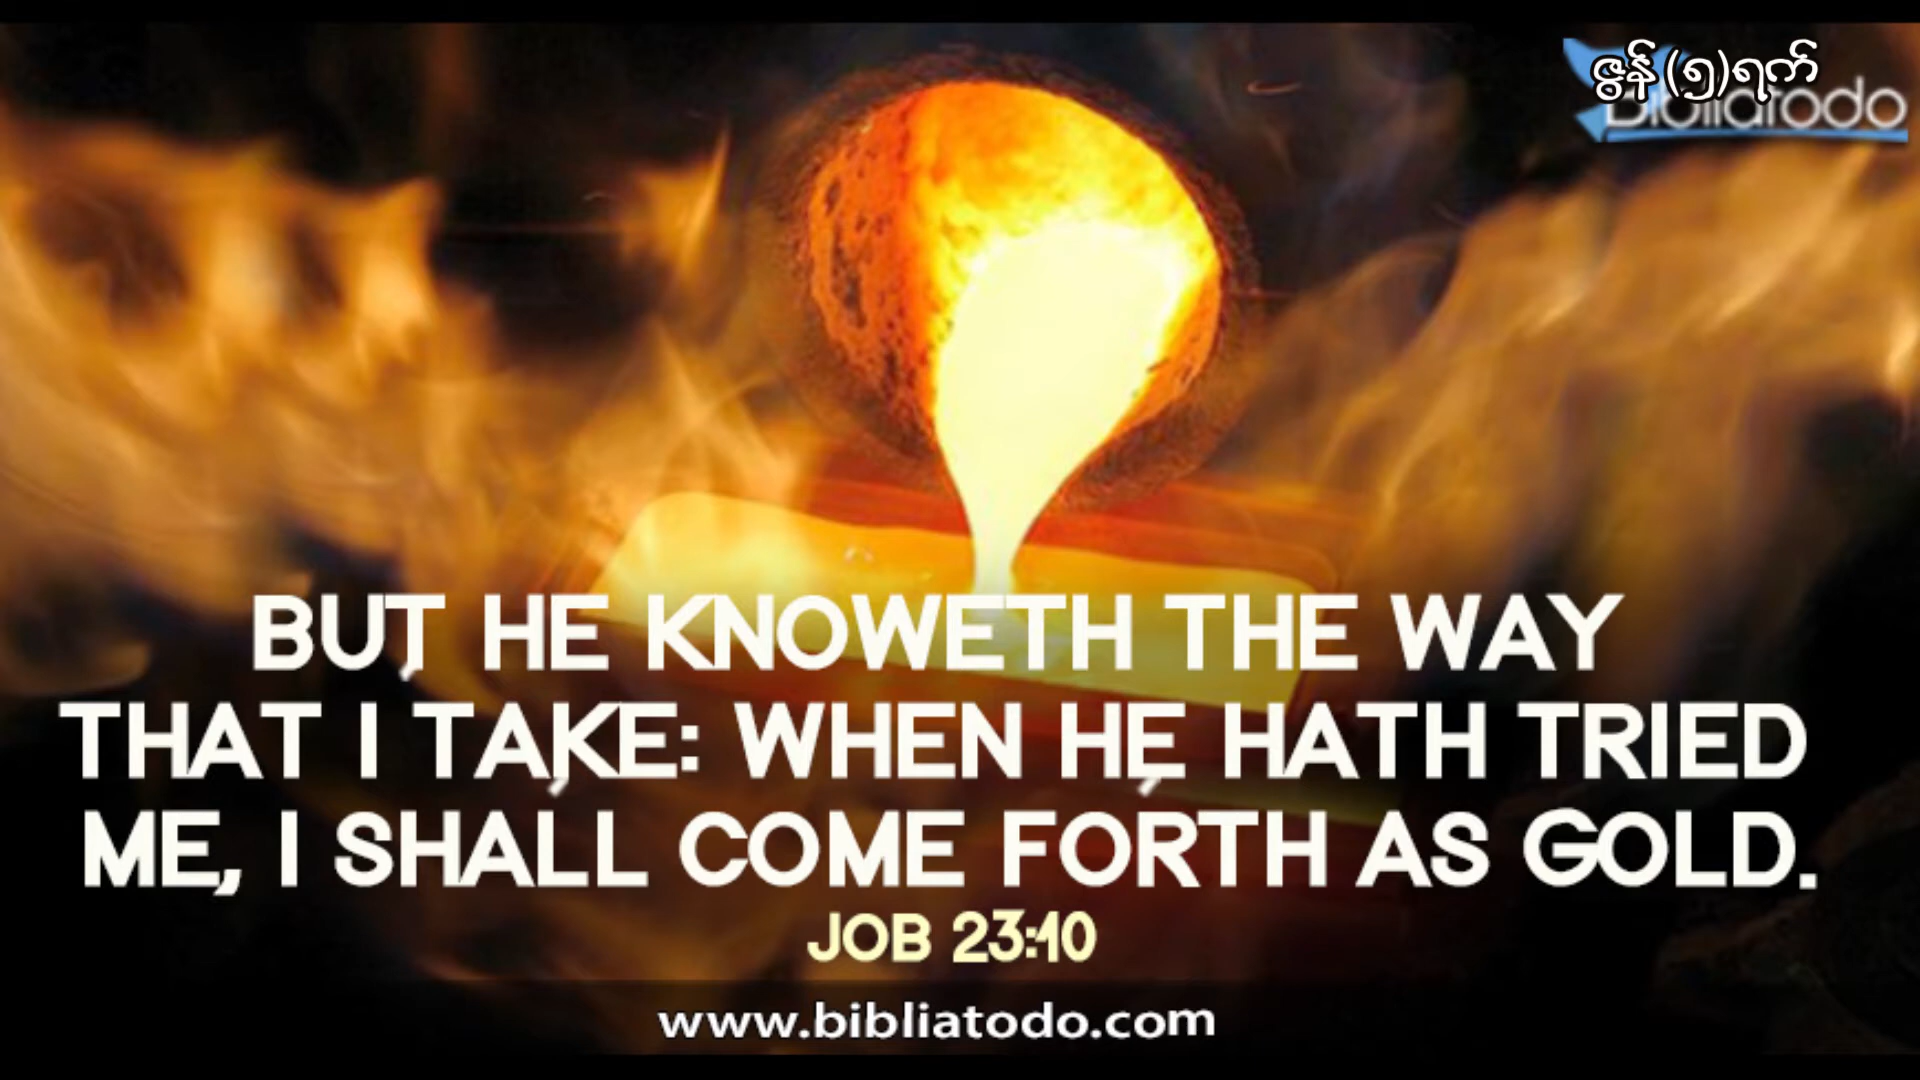 ဇွန် (၅) ရက်
bibliatodo
BUT HE KNOWETH THE WAY
THAT I TAKE: WHEN HE HATH TRIED
ME, I SHALL COME FORTH AS GOLD.
JOB 23:10
www.bibliatodo.com